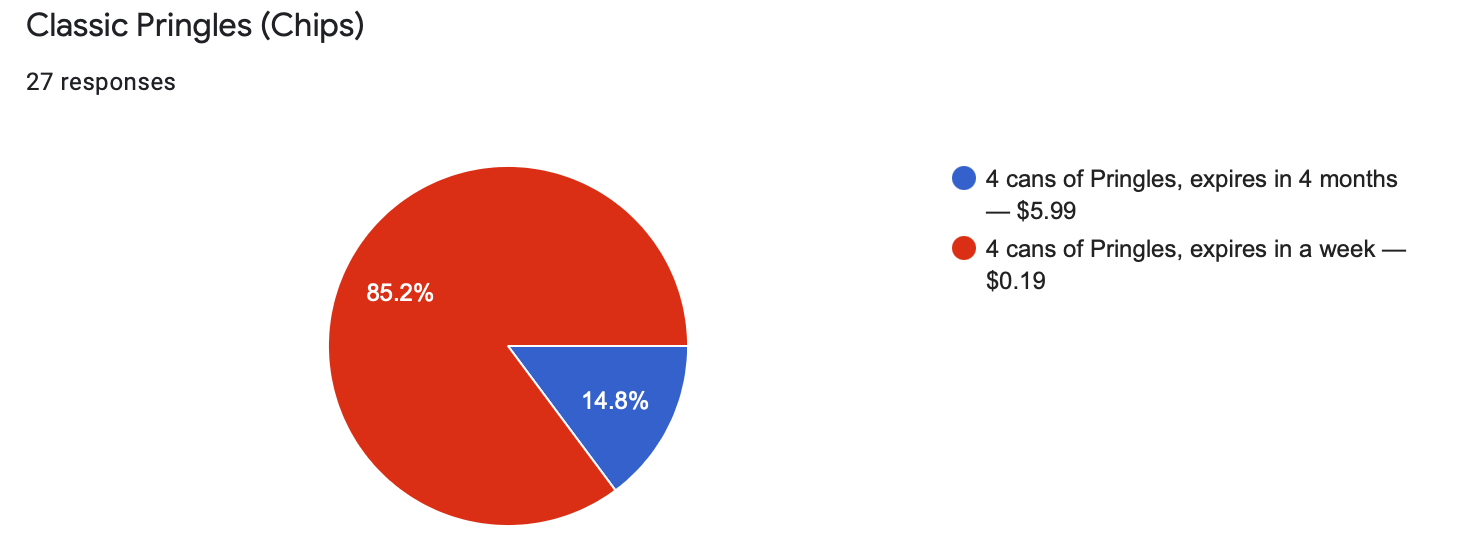 Classic Pringles (Chips)
27 responses
4 cans of Pringles, expires in 4 months
— $5.99
4 cans of Pringles, expires in a week —
$0.19
85.2%
14.8%